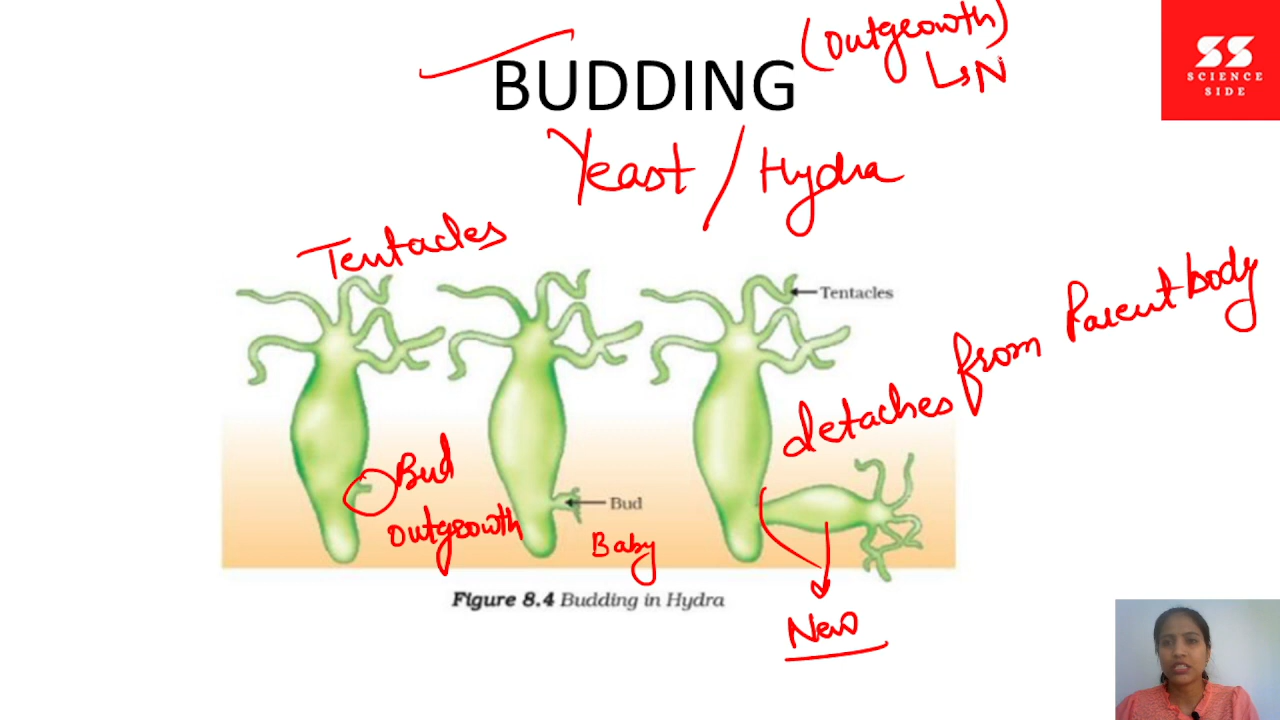 (outgrowth)
↳ N
BUDDING
SS
SCIENCE
SIDE
Yeast / Hydra
Tentacles
Tentacles
detaches from Parent body
Bud
outgrowth
Bud
Baby
Figure 8.4 Budding in Hydra
New